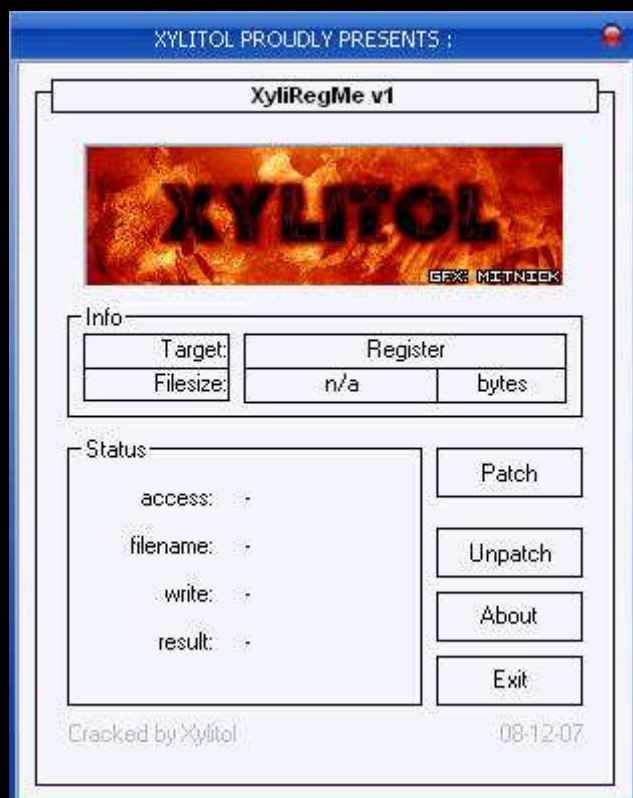 XYLITOL PROUDLY PRESENTS :
XyliRegMe v1
XYLITOL
GFX: MITNICK
Info
Target: Register
Filesize: n/a bytes
Status
Patch
access: -
filename: -
Unpatch
write: -
About
result: -
Exit
Cracked by Xylitol 08-12-07